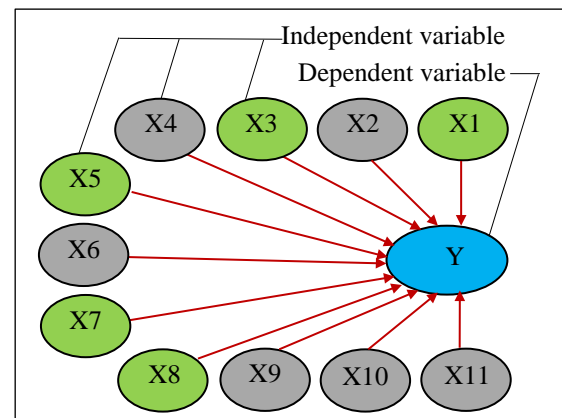 Independent variable
Dependent variable
X4 X3 X2 X1
X5
X6 Y
X7
X8 X9 X10 X11